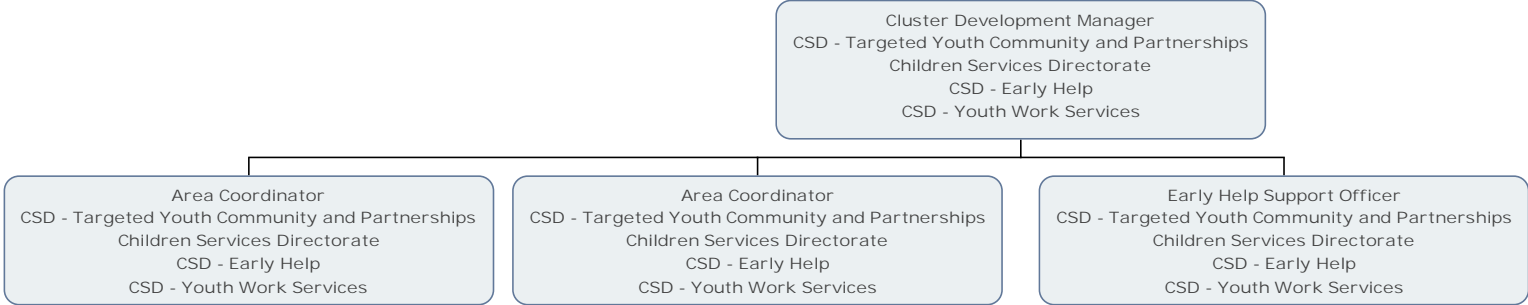 Cluster Development Manager
CSD - Targeted Youth Community and Partnerships
Children Services Directorate
CSD - Early Help
CSD - Youth Work Services
Area Coordinator
CSD - Targeted Youth Community and Partnerships
Children Services Directorate
CSD - Early Help
CSD - Youth Work Services
Area Coordinator
CSD - Targeted Youth Community and Partnerships
Children Services Directorate
CSD - Early Help
CSD - Youth Work Services
Early Help Support Officer
CSD - Targeted Youth Community and Partnerships
Children Services Directorate
CSD - Early Help
CSD - Youth Work Services